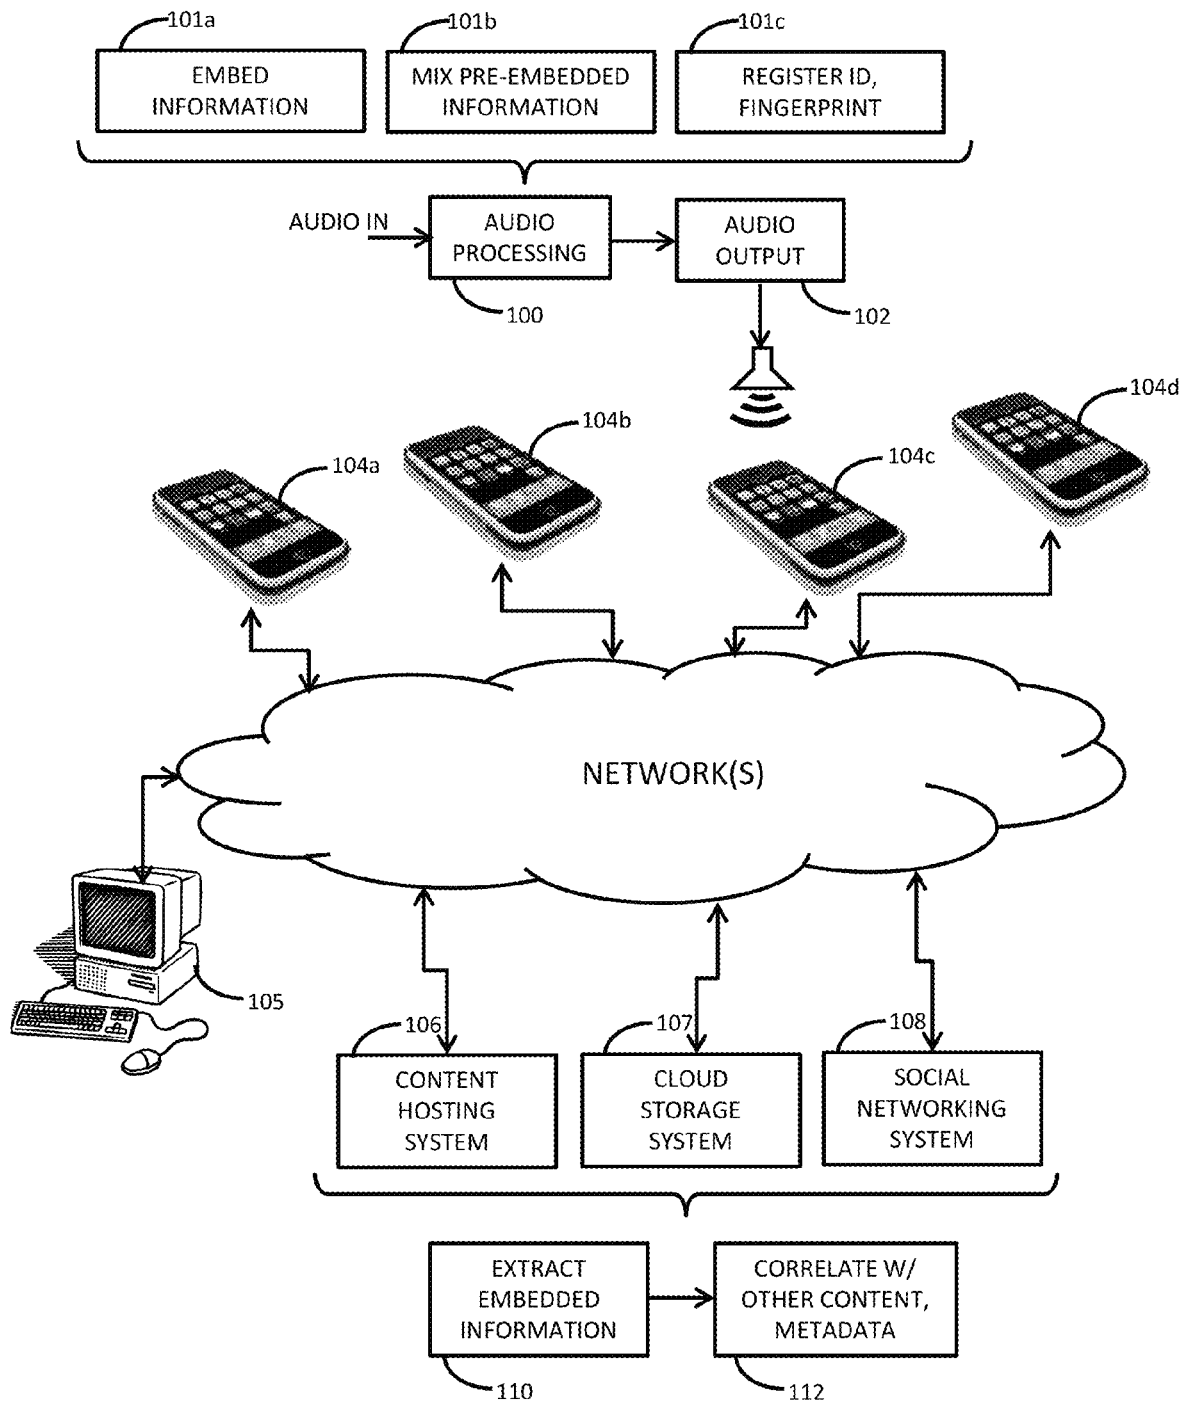 101a
101b
101c
EMBED
INFORMATION
MIX PRE-EMBEDDED
INFORMATION
REGISTER ID,
FINGERPRINT
AUDIO IN
AUDIO
PROCESSING
AUDIO
OUTPUT
100
102
104a
104b
104c
104d
NETWORK(S)
105
106
107
108
CONTENT
HOSTING
SYSTEM
CLOUD
STORAGE
SYSTEM
SOCIAL
NETWORKING
SYSTEM
EXTRACT
EMBEDDED
INFORMATION
CORRELATE W/
OTHER CONTENT,
METADATA
110
112